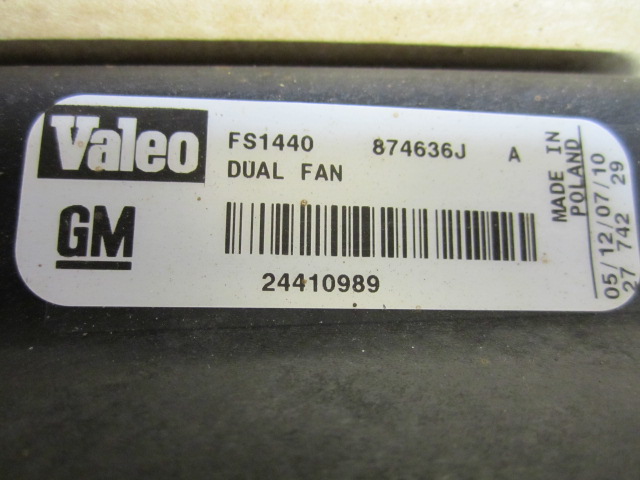 Valeo
FS1440 874636J A
DUAL FAN
GM
24410989
MADE IN
POLAND
05/12/07/10
27 742 29